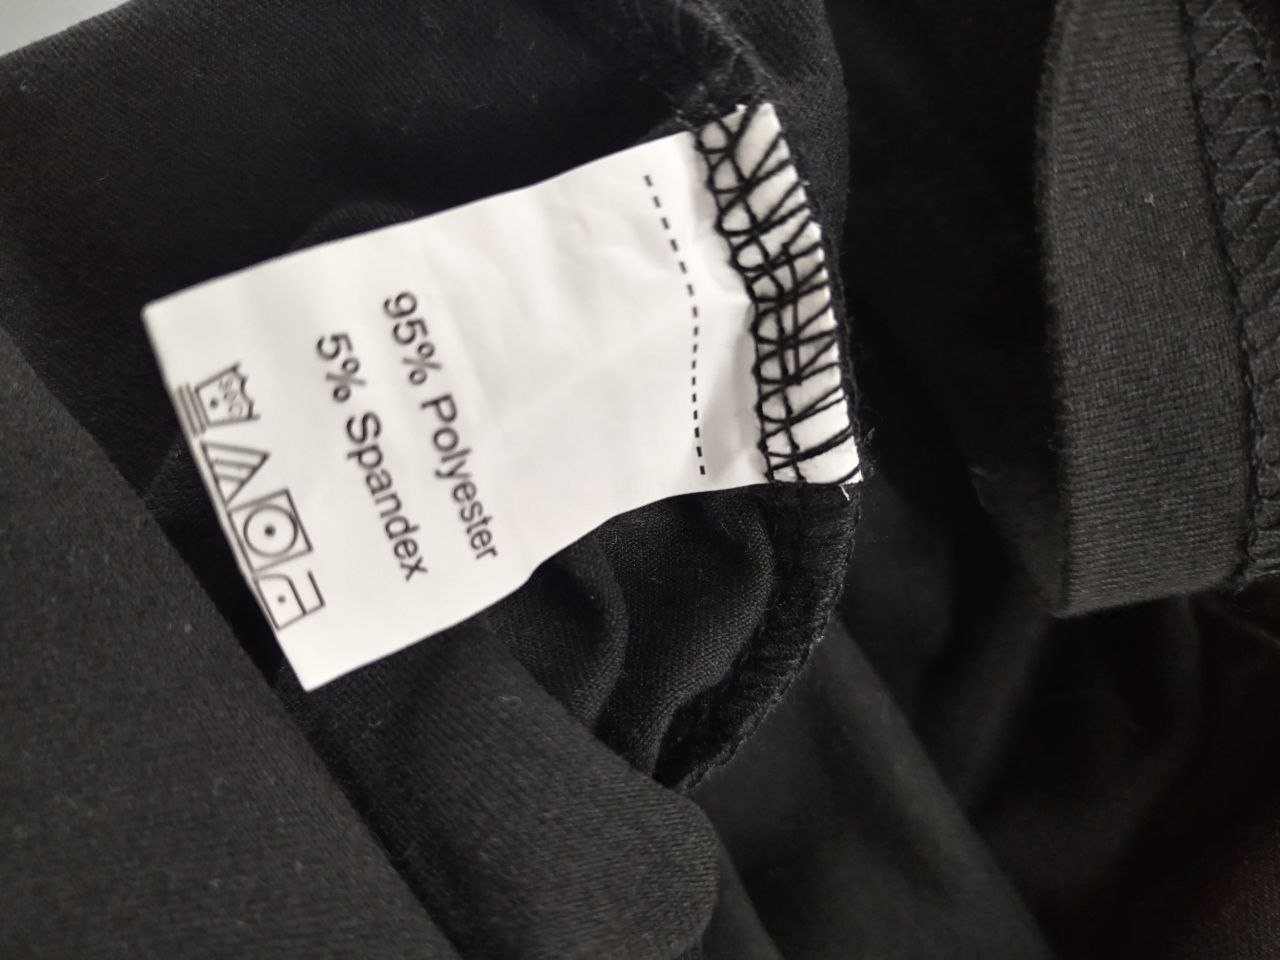 95% Polyester
5% Spandex